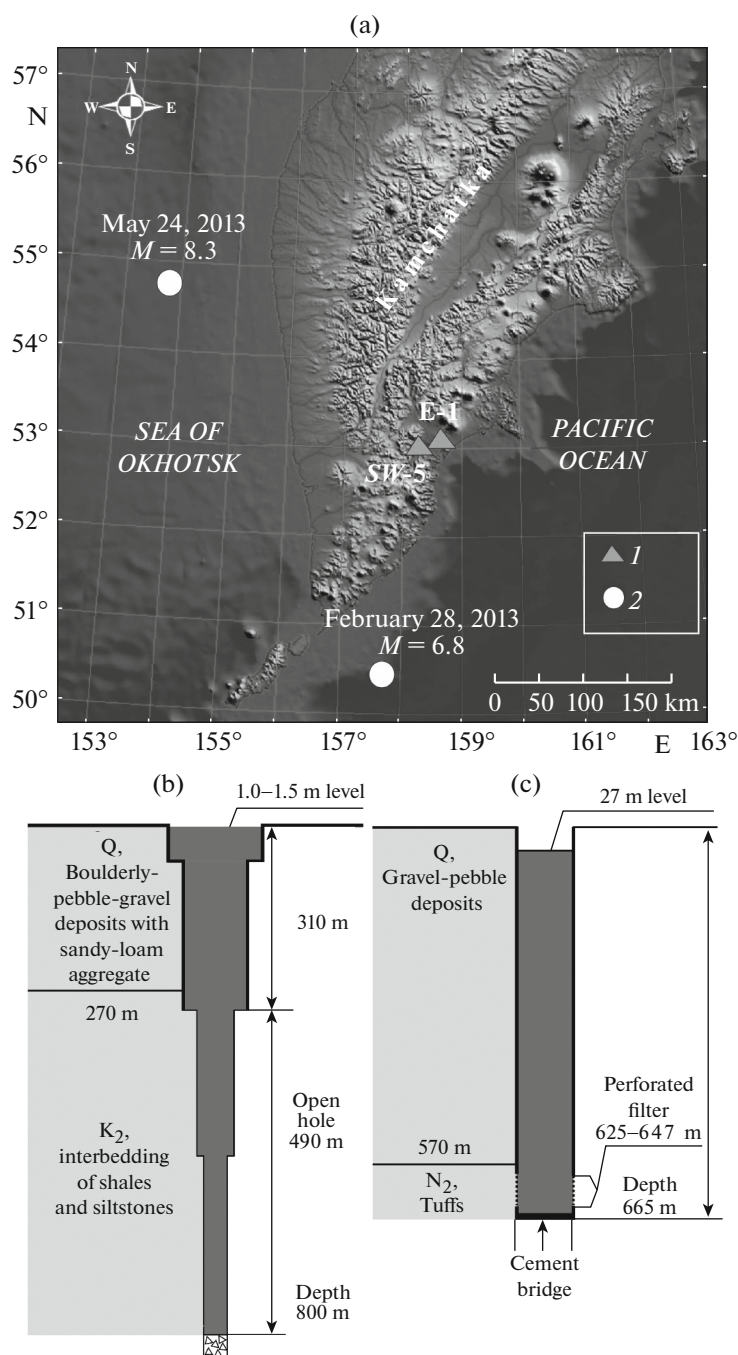 (a)
57°
N
56°
55°
54°
53°
52°
51°
50°
N
W
E
S
May 24, 2013
M = 8.3
Kamchatka
E-1
SW-5
SEA OF
OKHOTSK
PACIFIC
OCEAN
1
2
February 28, 2013
M = 6.8
0 50 100 150 km
153° 155° 157° 159° 161° E 163°
(b)
1.0–1.5 m level
Q,
Boulderly-
pebble-gravel
deposits with
sandy-loam
aggregate
270 m
310 m
K2,
interbedding
of shales
and siltstones
Open
hole
490 m
Depth
800 m
(c)
27 m level
Q,
Gravel-pebble
deposits
570 m
N2,
Tuffs
Perforated
filter
625–647 m
Depth
665 m
Cement
bridge